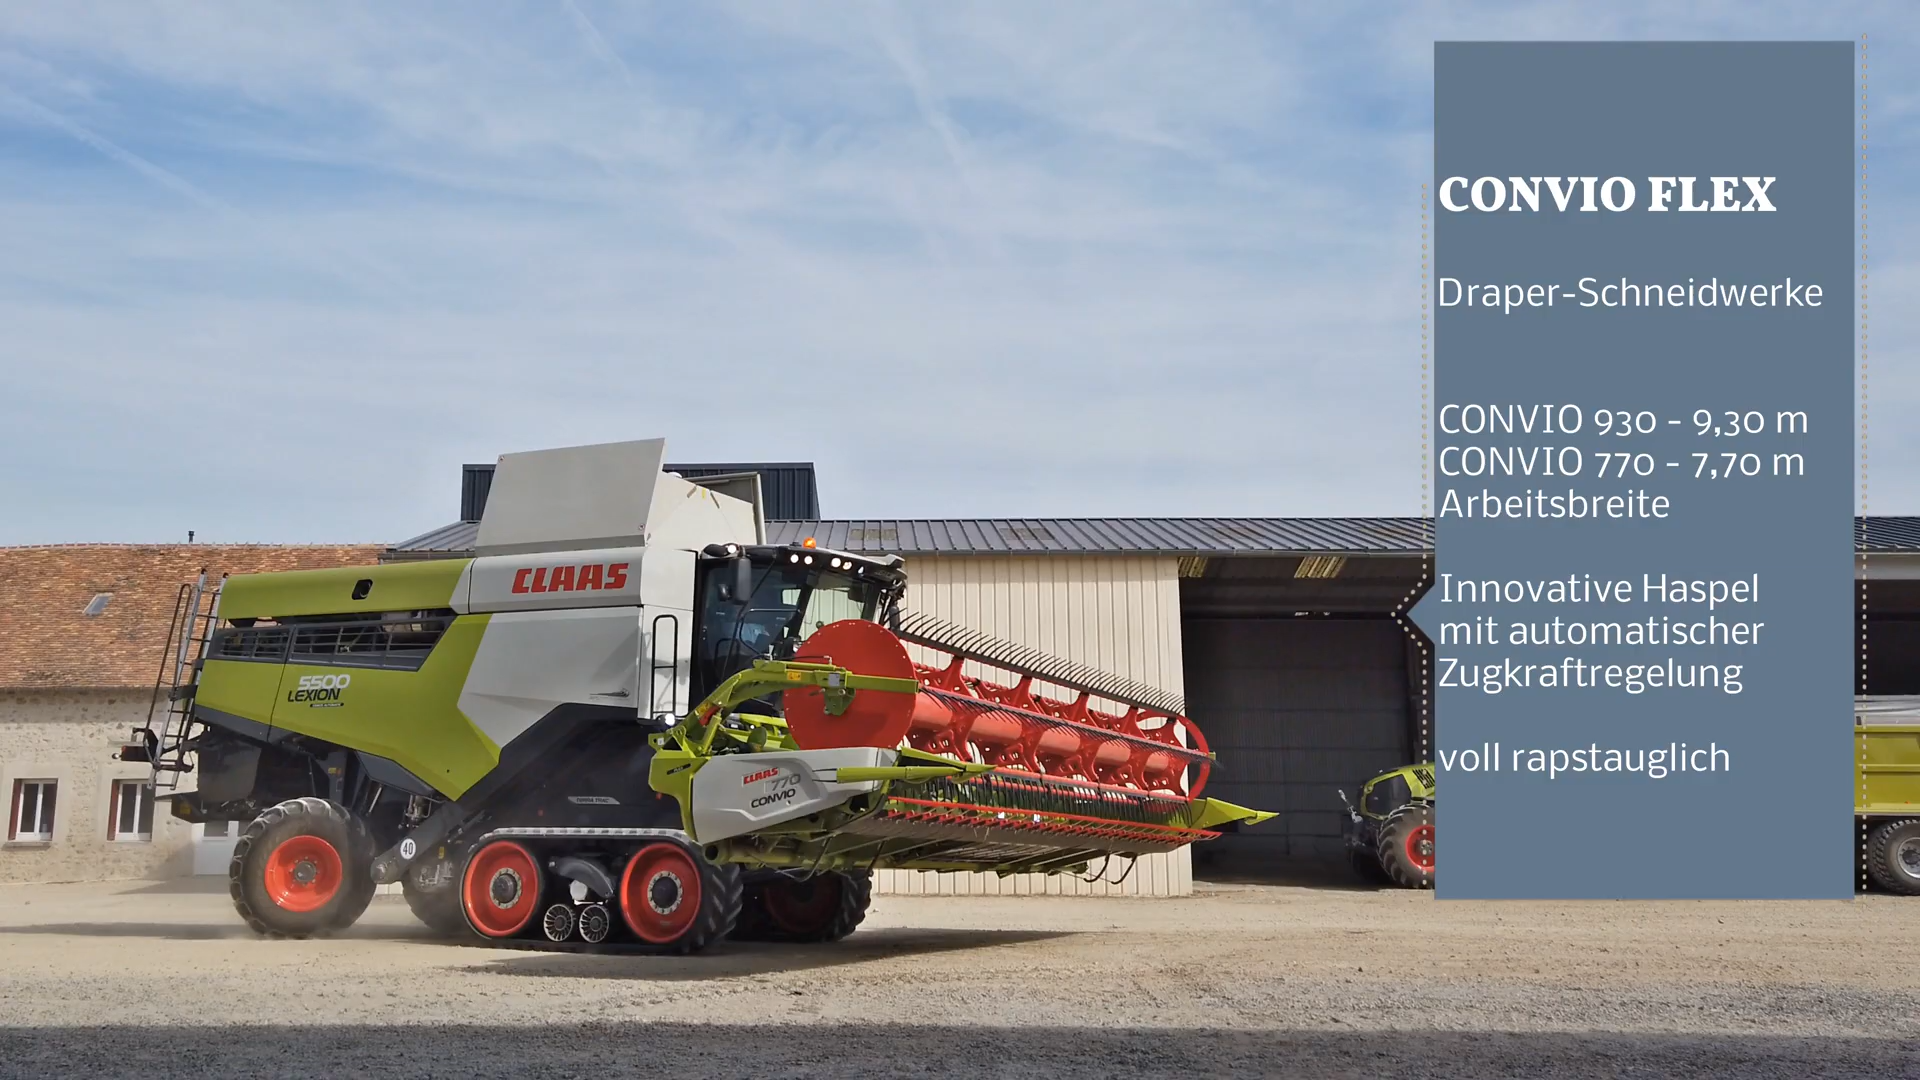 CONVIO FLEX
Draper-Schneidwerke
CONVIO 930 - 9,30 m
CONVIO 770 - 7,70 m
Arbeitsbreite
Innovative Haspel
mit automatischer
Zugkraftregelung
voll rapstauglich
CLAAS
5500
LEXION
CLAAS
770
CONVIO
40